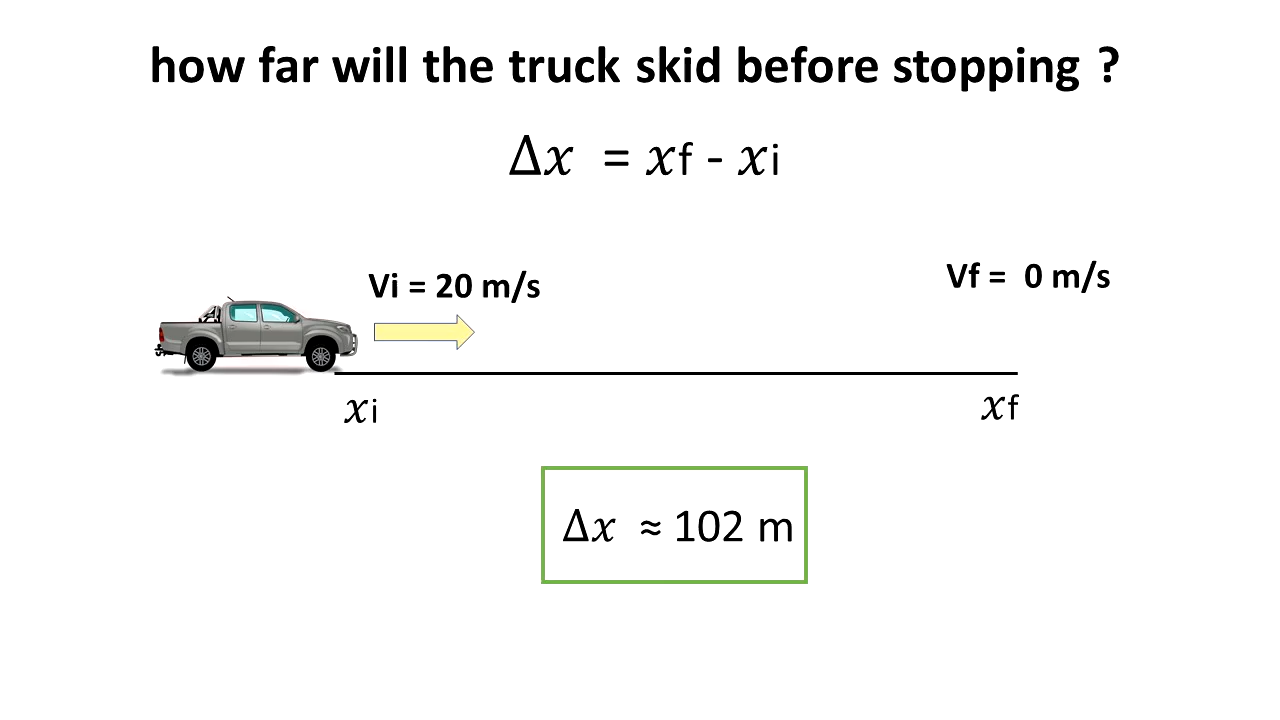 how far will the truck skid before stopping ?
Δ𝑥 = 𝑥f - 𝑥i
Vi = 20 m/s
Vf = 0 m/s
𝑥i
𝑥f
Δ𝑥 ≈ 102 m